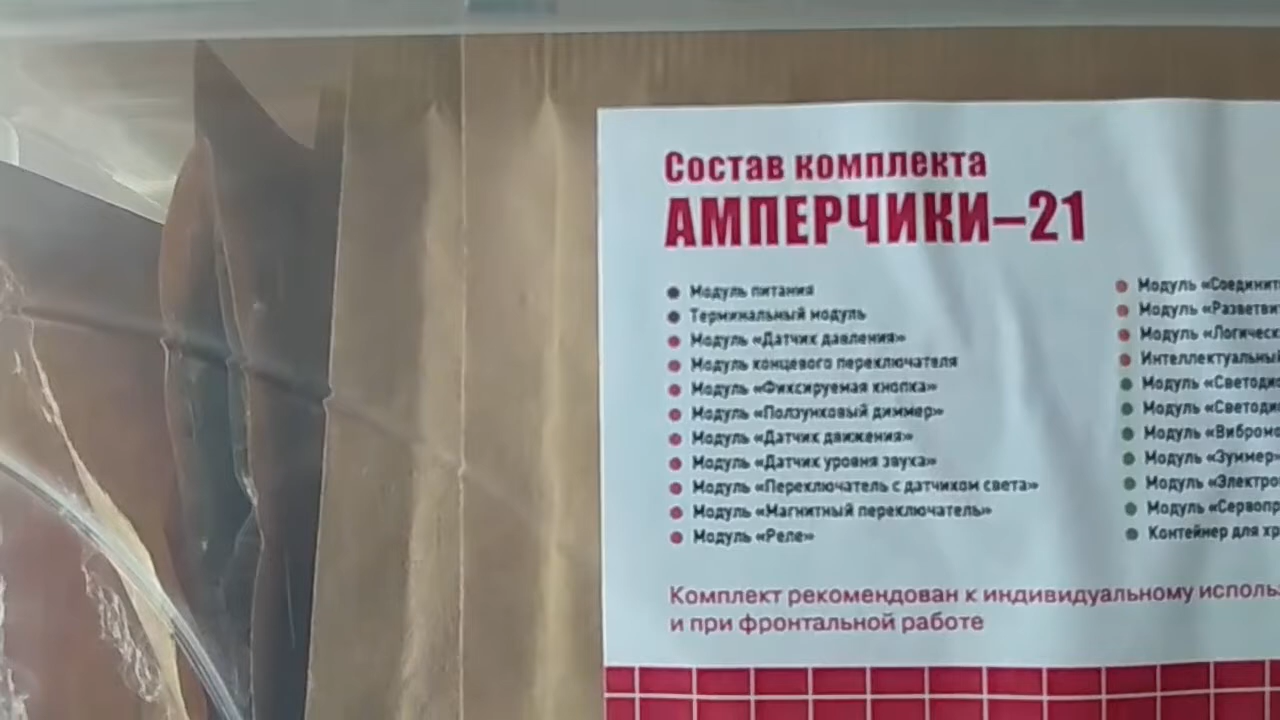 Состав комплекта
АМПЕРЧИКИ–21
Модуль питания
Терминальный модуль
Модуль «Датчик давления»
Модуль концевого переключателя
Модуль «Фиксируемая кнопка»
Модуль «Ползунковый диммер»
Модуль «Датчик движения»
Модуль «Датчик уровня звука»
Модуль «Переключатель с датчиком света»
Модуль «Магнитный переключатель»
Модуль «Реле»
Модуль
Модуль
Модуль
Интеллектуальный
Модуль
Модуль
Модуль
Модуль «Зуммер»
Модуль
Модуль
Контейнер для
Комплект рекомендован к индивидуальному
и при фронтальной работе